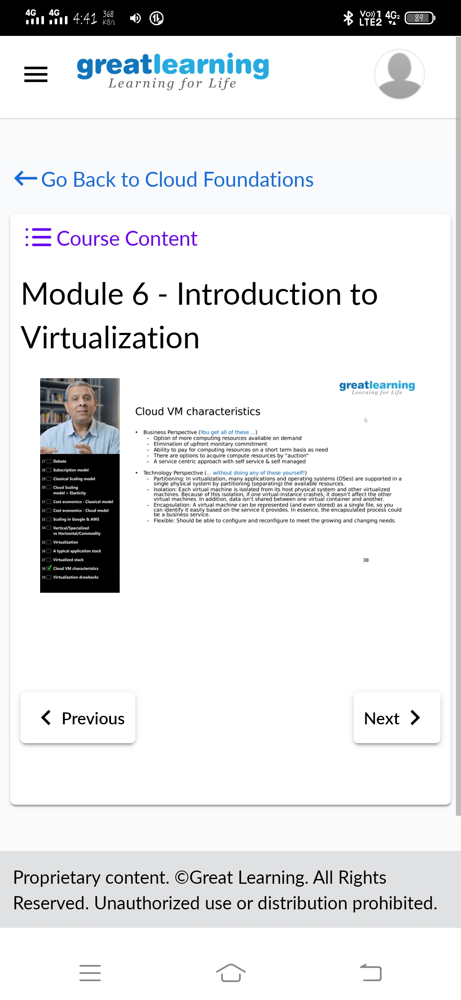 4G 4G 4:41 368 KB/s Vo)) 1 LTE2 4G2 89
greatlearning
Learning for Life
Go Back to Cloud Foundations
Course Content
Module 6 - Introduction to
Virtualization
greatlearning
Learning for Life
Cloud VM characteristics
• Business Perspective (You get all of these ...)
– Option of more computing resources available on demand
– Elimination of upfront monitary commitment
– Ability to pay for computing resources on a short term basis as need
– There are options to acquire compute resources by "auction"
– A service centric approach with self service & self managed
• Technology Perspective (... without doing any of these yourself!)
– Partitioning: In virtualization, many applications and operating systems (OSes) are supported in a
single physical system by partitioning (separating) the available resources.
– Isolation: Each virtual machine is isolated from its host physical system and other virtualized
machines. Because of this isolation, if one virtual-instance crashes, it doesn't affect the other
virtual machines. In addition, data isn't shared between one virtual container and another.
– Encapsulation: A virtual machine can be represented (and even stored) as a single file, so you
can identify it easily based on the service it provides. In essence, the encapsulated process could
be a business service.
– Flexible: Should be able to configure and reconfigure to meet the growing and changing needs.
38
27 Debate
28 Subscription model
29 Classical Scaling model
30 Cloud Scaling
model = Elasticity
31 Cost economics - Classical model
32 Cost economics - Cloud model
33 Scaling in Google & AWS
34 Vertical/Specialized
vs Horizontal/Commodity
35 Virtualization
36 A typical application stack
37 Virtualized stack
38 Cloud VM characteristics
39 Virtualization drawbacks
Previous
Next
Proprietary content. ©Great Learning. All Rights
Reserved. Unauthorized use or distribution prohibited.